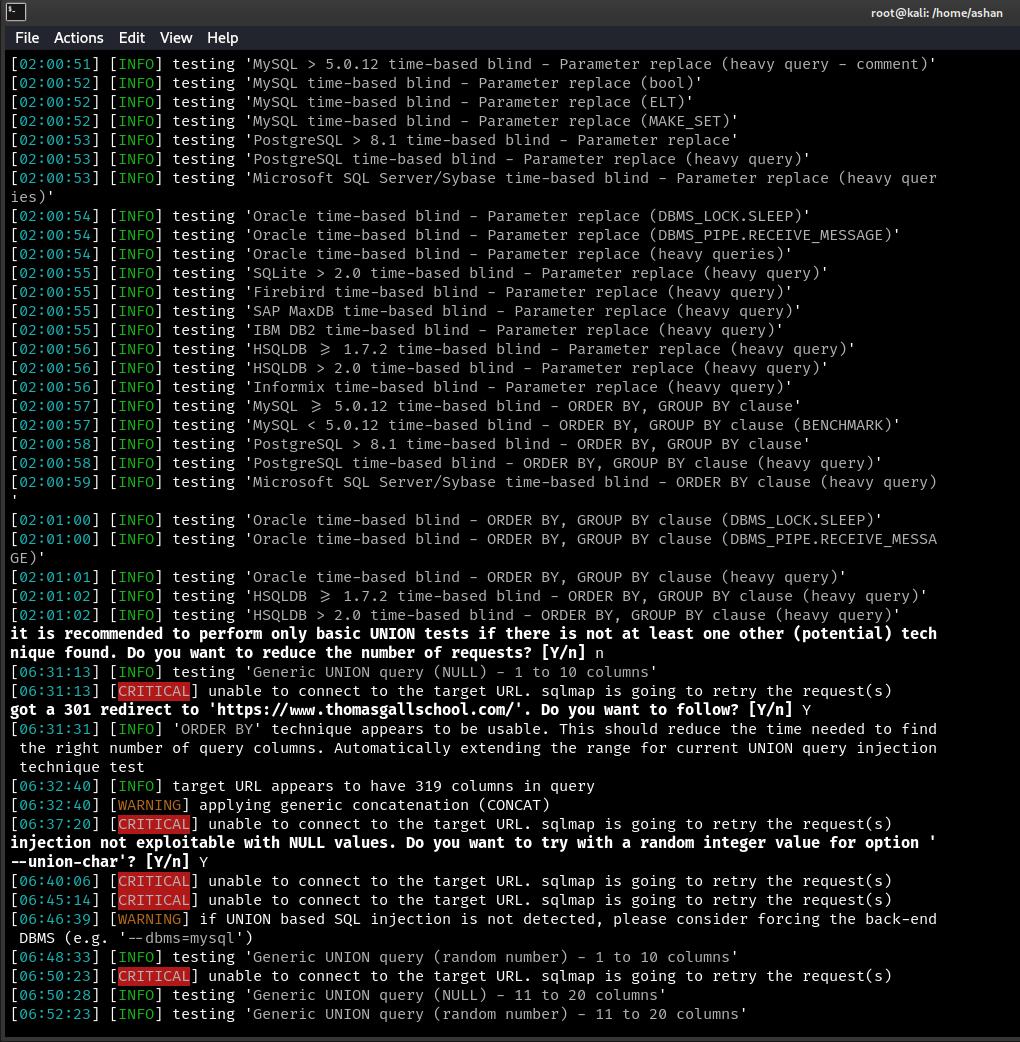 root@kali: /home/ashan
File Actions Edit View Help
[02:00:51] [INFO] testing 'MySQL > 5.0.12 time-based blind - Parameter replace (heavy query - comment)'
[02:00:52] [INFO] testing 'MySQL time-based blind - Parameter replace (bool)'
[02:00:52] [INFO] testing 'MySQL time-based blind - Parameter replace (ELT)'
[02:00:52] [INFO] testing 'MySQL time-based blind - Parameter replace (MAKE_SET)'
[02:00:53] [INFO] testing 'PostgreSQL > 8.1 time-based blind - Parameter replace'
[02:00:53] [INFO] testing 'PostgreSQL time-based blind - Parameter replace (heavy query)'
[02:00:53] [INFO] testing 'Microsoft SQL Server/Sybase time-based blind - Parameter replace (heavy quer
ies)'
[02:00:54] [INFO] testing 'Oracle time-based blind - Parameter replace (DBMS_LOCK.SLEEP)'
[02:00:54] [INFO] testing 'Oracle time-based blind - Parameter replace (DBMS_PIPE.RECEIVE_MESSAGE)'
[02:00:54] [INFO] testing 'Oracle time-based blind - Parameter replace (heavy queries)'
[02:00:55] [INFO] testing 'SQLite > 2.0 time-based blind - Parameter replace (heavy query)'
[02:00:55] [INFO] testing 'Firebird time-based blind - Parameter replace (heavy query)'
[02:00:55] [INFO] testing 'SAP MaxDB time-based blind - Parameter replace (heavy query)'
[02:00:55] [INFO] testing 'IBM DB2 time-based blind - Parameter replace (heavy query)'
[02:00:56] [INFO] testing 'HSQLDB ≥ 1.7.2 time-based blind - Parameter replace (heavy query)'
[02:00:56] [INFO] testing 'HSQLDB > 2.0 time-based blind - Parameter replace (heavy query)'
[02:00:56] [INFO] testing 'Informix time-based blind - Parameter replace (heavy query)'
[02:00:57] [INFO] testing 'MySQL ≥ 5.0.12 time-based blind - ORDER BY, GROUP BY clause'
[02:00:57] [INFO] testing 'MySQL < 5.0.12 time-based blind - ORDER BY, GROUP BY clause (BENCHMARK)'
[02:00:58] [INFO] testing 'PostgreSQL > 8.1 time-based blind - ORDER BY, GROUP BY clause'
[02:00:58] [INFO] testing 'PostgreSQL time-based blind - ORDER BY, GROUP BY clause (heavy query)'
[02:00:59] [INFO] testing 'Microsoft SQL Server/Sybase time-based blind - ORDER BY clause (heavy query)
'
[02:01:00] [INFO] testing 'Oracle time-based blind - ORDER BY, GROUP BY clause (DBMS_LOCK.SLEEP)'
[02:01:00] [INFO] testing 'Oracle time-based blind - ORDER BY, GROUP BY clause (DBMS_PIPE.RECEIVE_MESSA
GE)'
[02:01:01] [INFO] testing 'Oracle time-based blind - ORDER BY, GROUP BY clause (heavy query)'
[02:01:02] [INFO] testing 'HSQLDB ≥ 1.7.2 time-based blind - ORDER BY, GROUP BY clause (heavy query)'
[02:01:02] [INFO] testing 'HSQLDB > 2.0 time-based blind - ORDER BY, GROUP BY clause (heavy query)'
it is recommended to perform only basic UNION tests if there is not at least one other (potential) tech
nique found. Do you want to reduce the number of requests? [Y/n] n
[06:31:13] [INFO] testing 'Generic UNION query (NULL) - 1 to 10 columns'
[06:31:13] [CRITICAL] unable to connect to the target URL. sqlmap is going to retry the request(s)
got a 301 redirect to 'https://www.thomasgallschool.com/'. Do you want to follow? [Y/n] Y
[06:31:31] [INFO] 'ORDER BY' technique appears to be usable. This should reduce the time needed to find
the right number of query columns. Automatically extending the range for current UNION query injection
technique test
[06:32:40] [INFO] target URL appears to have 319 columns in query
[06:32:40] [WARNING] applying generic concatenation (CONCAT)
[06:37:20] [CRITICAL] unable to connect to the target URL. sqlmap is going to retry the request(s)
injection not exploitable with NULL values. Do you want to try with a random integer value for option '
--union-char'? [Y/n] Y
[06:40:06] [CRITICAL] unable to connect to the target URL. sqlmap is going to retry the request(s)
[06:45:14] [CRITICAL] unable to connect to the target URL. sqlmap is going to retry the request(s)
[06:46:39] [WARNING] if UNION based SQL injection is not detected, please consider forcing the back-end
DBMS (e.g. '--dbms=mysql')
[06:48:33] [INFO] testing 'Generic UNION query (random number) - 1 to 10 columns'
[06:50:23] [CRITICAL] unable to connect to the target URL. sqlmap is going to retry the request(s)
[06:50:28] [INFO] testing 'Generic UNION query (NULL) - 11 to 20 columns'
[06:52:23] [INFO] testing 'Generic UNION query (random number) - 11 to 20 columns'